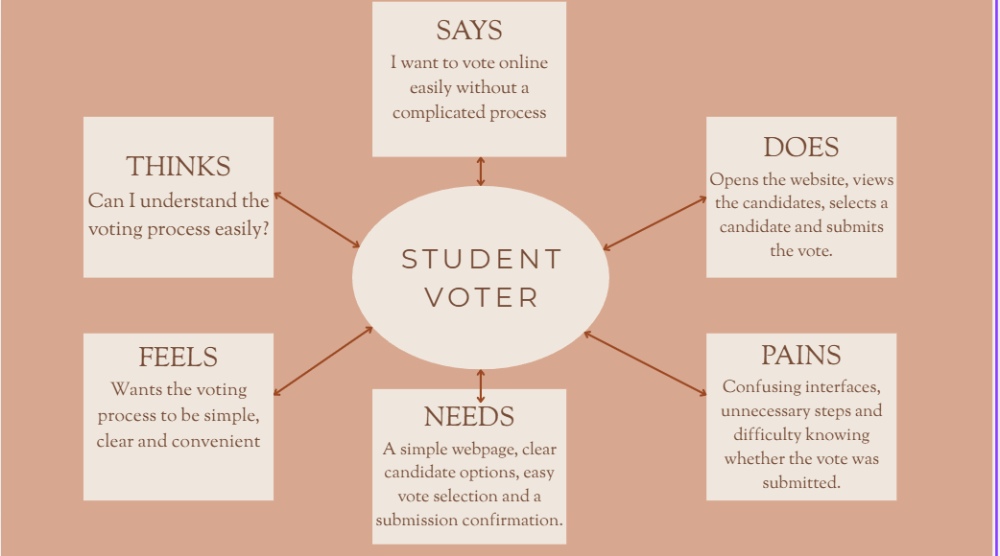 SAYS
I want to vote online
easily without a
complicated process
THINKS
Can I understand the
voting process easily?
DOES
Opens the website, views
the candidates, selects a
candidate and submits
the vote.
STUDENT
VOTER
FEELS
Wants the voting
process to be simple,
clear and convenient
NEEDS
A simple webpage, clear
candidate options, easy
vote selection and a
submission confirmation.
PAINS
Confusing interfaces,
unnecessary steps and
difficulty knowing
whether the vote was
submitted.